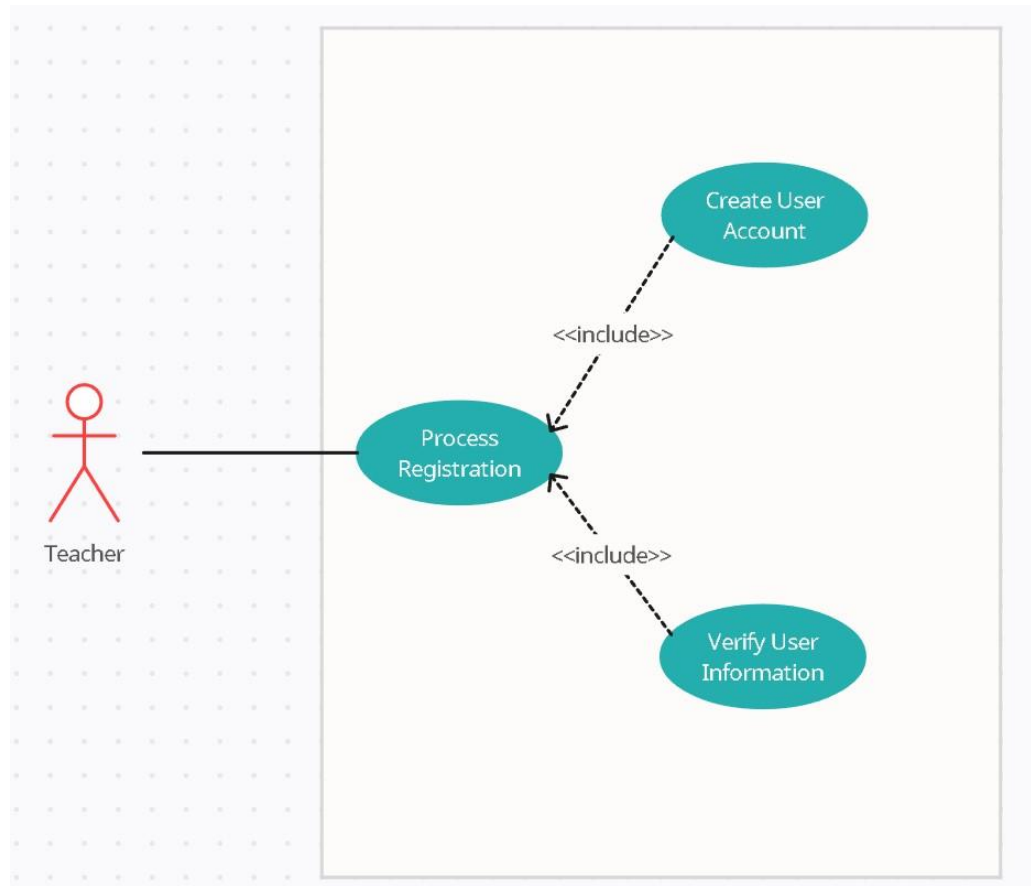 Create User
Account
<<include>>
Process
Registration
Teacher
<<include>>
Verify User
Information